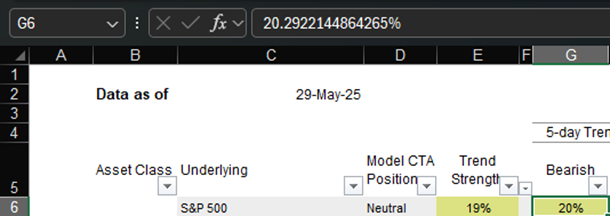 G6 fx 20.2922144864265%
A B C D E F G
1
2 Data as of 29-May-25
3
4 5-day Tren
5 Asset Class Underlying Model CTA Position Trend Strength Bearish
6 S&P 500 Neutral 19% 20%